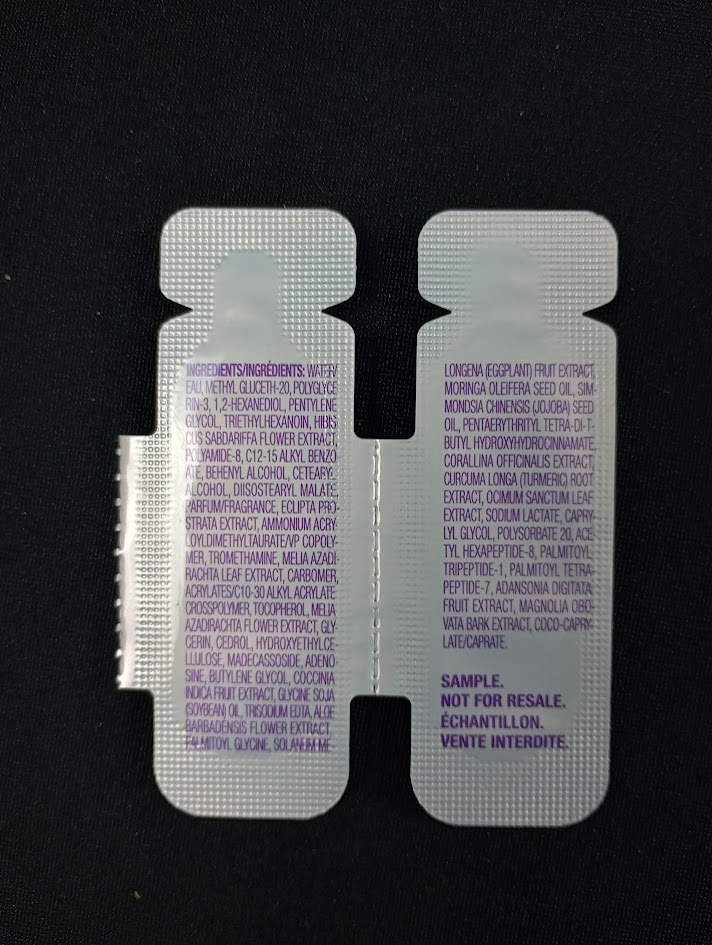 INGREDIENTS/INGRÉDIENTS: WATER/
EAU, METHYL GLUCETH-20, POLYGLYCE
RIN-3, 1,2-HEXANEDIOL, PENTYLENE
GLYCOL, TRIETHYLHEXANOIN, HIBIS
CUS SABDARIFFA FLOWER EXTRACT,
POLYAMIDE-8, C12-15 ALKYL BENZO
ATE, BEHENYL ALCOHOL, CETEARYL
ALCOHOL, DIISOSTEARYL MALATE,
PARFUM/FRAGRANCE, ECLIPTA PRO-
STRATA EXTRACT, AMMONIUM ACRY-
LOYLDIMETHYLTAURATE/VP COPOLY-
MER, TROMETHAMINE, MELIA AZADI-
RACHTA LEAF EXTRACT, CARBOMER,
ACRYLATES/C10-30 ALKYL ACRYLATE
CROSSPOLYMER, TOCOPHEROL, MELIA
AZADIRACHTA FLOWER EXTRACT, GLY-
CERIN, CEDROL, HYDROXYETHYLCE-
LLULOSE, MADECASSOSIDE, ADENO-
SINE, BUTYLENE GLYCOL, COCCINIA
INDICA FRUIT EXTRACT, GLYCINE SOJA
(SOYBEAN) OIL, TRISODIUM EDTA, ALOE
BARBADENSIS FLOWER EXTRACT,
PALMITOYL GLYCINE, SOLANUM ME-
LONGENA (EGGPLANT) FRUIT EXTRACT,
MORINGA OLEIFERA SEED OIL, SIM-
MONDSIA CHINENSIS (JOJOBA) SEED
OIL, PENTAERYTHRITYL TETRA-DI-T-
BUTYL HYDROXYHYDROCINNAMATE,
CORALLINA OFFICINALIS EXTRACT,
CURCUMA LONGA (TURMERIC) ROOT
EXTRACT, OCIMUM SANCTUM LEAF
EXTRACT, SODIUM LACTATE, CAPRY-
LYL GLYCOL, POLYSORBATE 20, ACE-
TYL HEXAPEPTIDE-8, PALMITOYL
TRIPEPTIDE-1, PALMITOYL TETRA-
PEPTIDE-7, ADANSONIA DIGITATA
FRUIT EXTRACT, MAGNOLIA OBO-
VATA BARK EXTRACT, COCO-CAPRY-
LATE/CAPRATE.
SAMPLE.
NOT FOR RESALE.
ÉCHANTILLON.
VENTE INTERDITE.